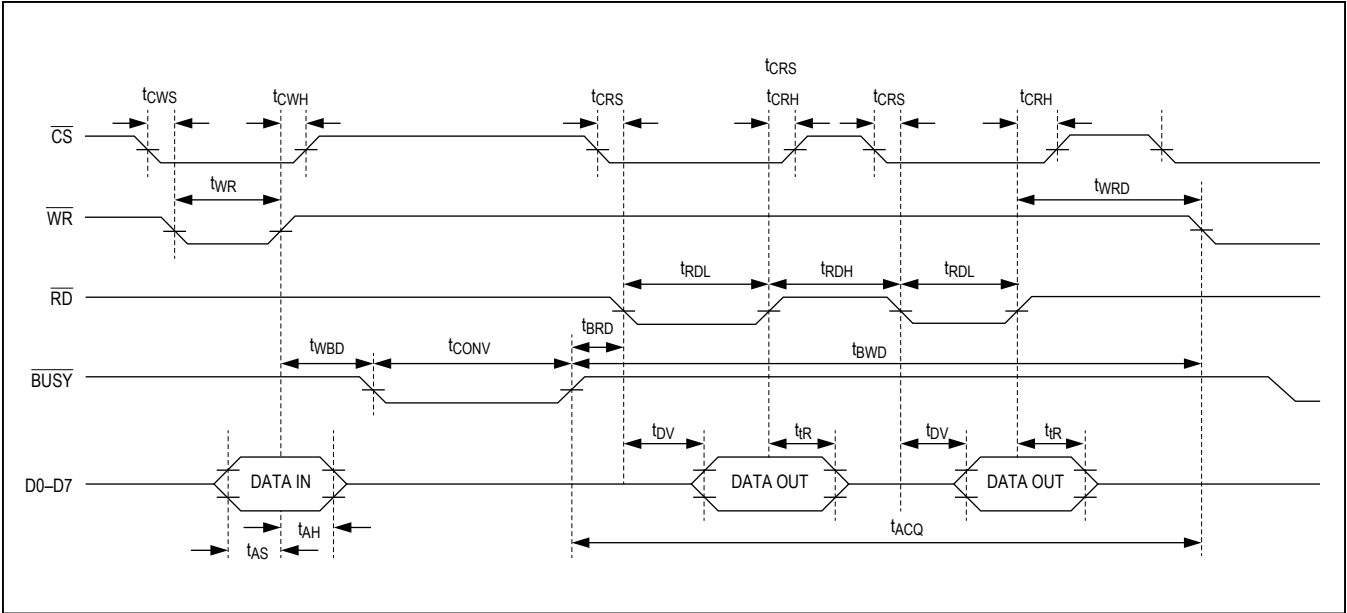 tCRS
tCWS tCWH tCRS tCRH tCRS tCRH
CS
tWR tWRD
WR
tRDL tRDH tRDL
RD
tBRD
tWBD tCONV tBWD
BUSY
tDV ttR tDV ttR
D0–D7 DATA IN DATA OUT DATA OUT
tAH tACQ
tAS